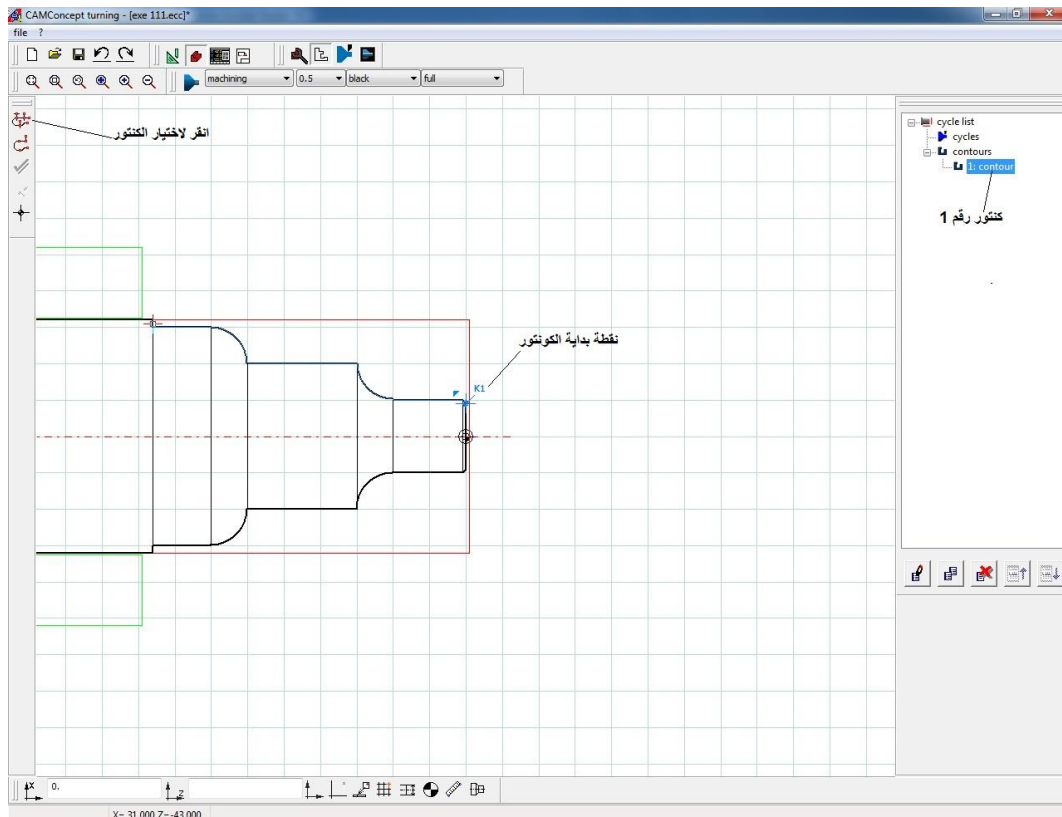 CAMConcept turning - [exe 111.ecc]*
file ?
machining 0.5 black full
انقر لاختيار الكنتور
cycle list
cycles
contours
1: contour
كنتور رقم 1
نقطة بداية الكونتور
K1
X 0. Z
X= 31.000 Z=-43.000